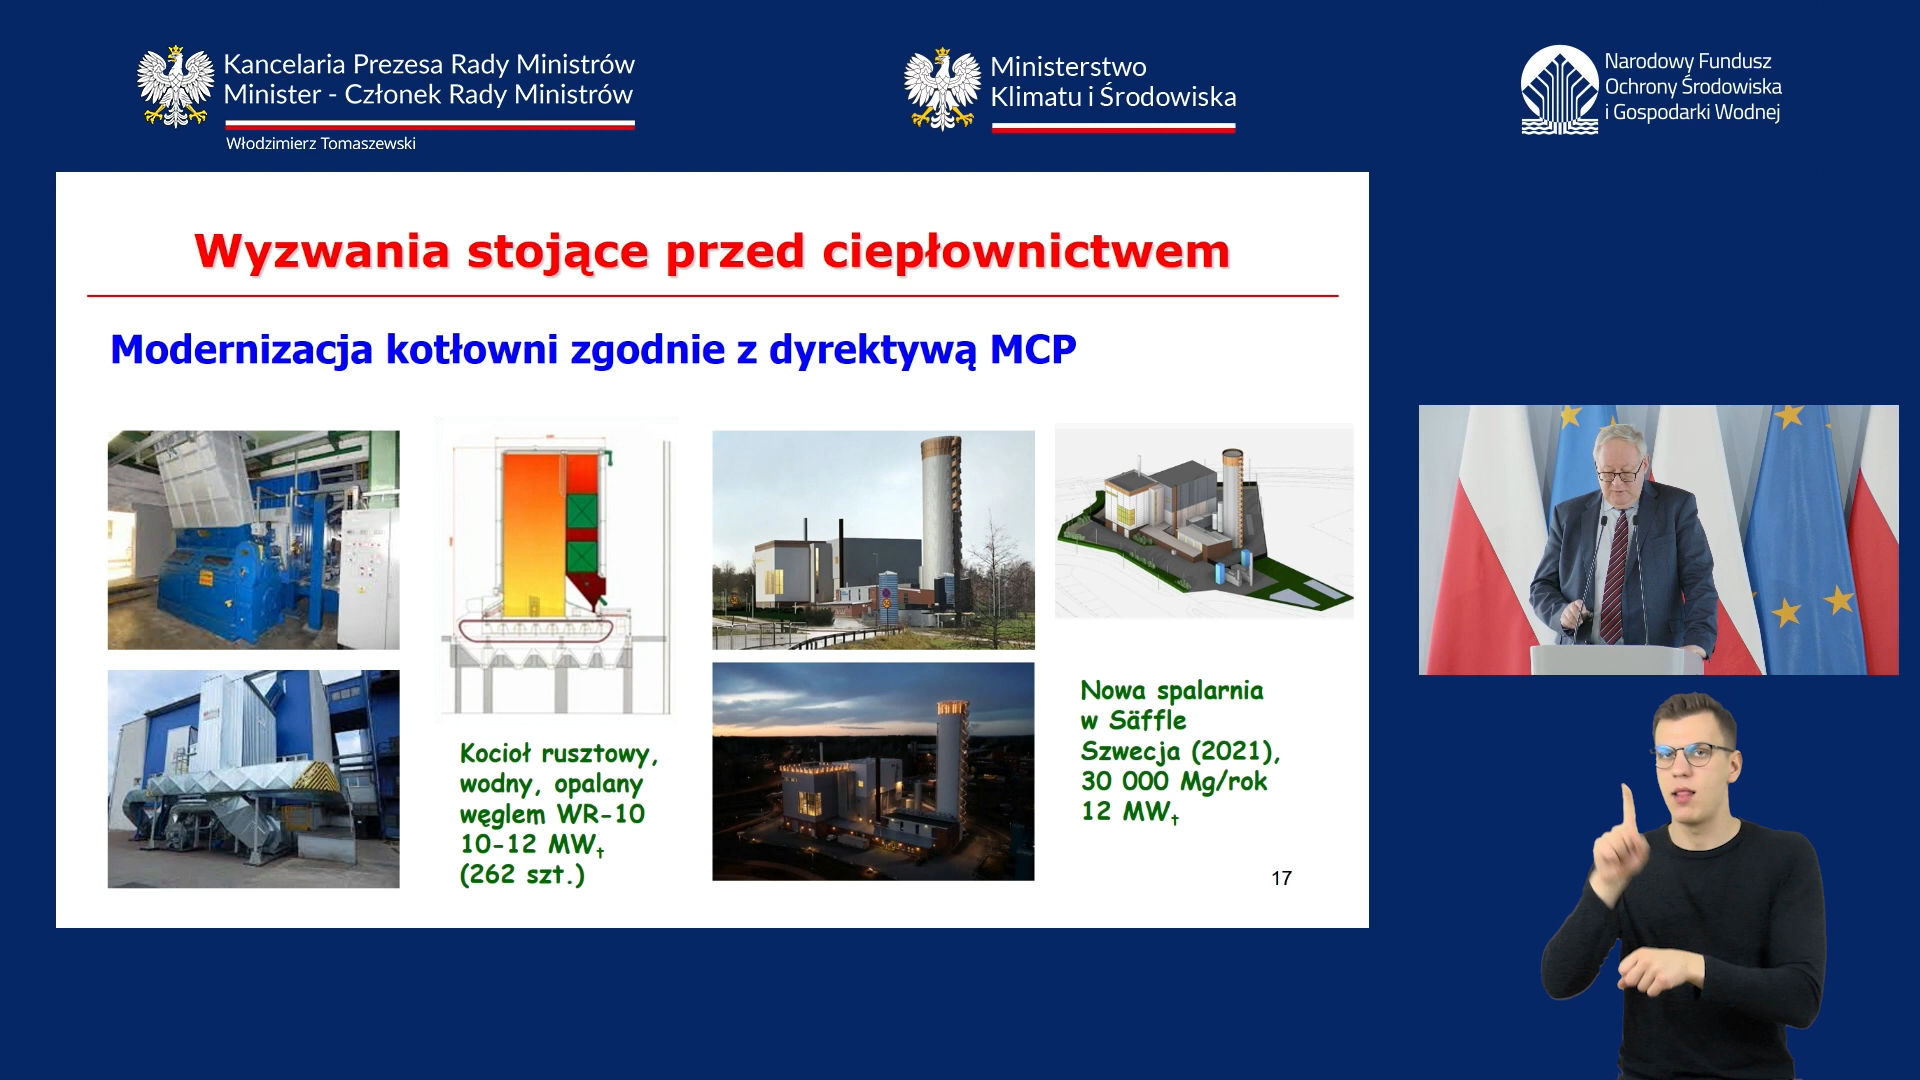 Kancelaria Prezesa Rady Ministrów
Minister - Członek Rady Ministrów
Włodzimierz Tomaszewski
Ministerstwo
Klimatu i Środowiska
Narodowy Fundusz
Ochrony Środowiska
i Gospodarki Wodnej
Wyzwania stojące przed ciepłownictwem
Modernizacja kotłowni zgodnie z dyrektywą MCP
Kocioł rusztowy,
wodny, opalany
węglem WR-10
10-12 MWt
(262 szt.)
Nowa spalarnia
w Säffle
Szwecja (2021),
30 000 Mg/rok
12 MWt
17